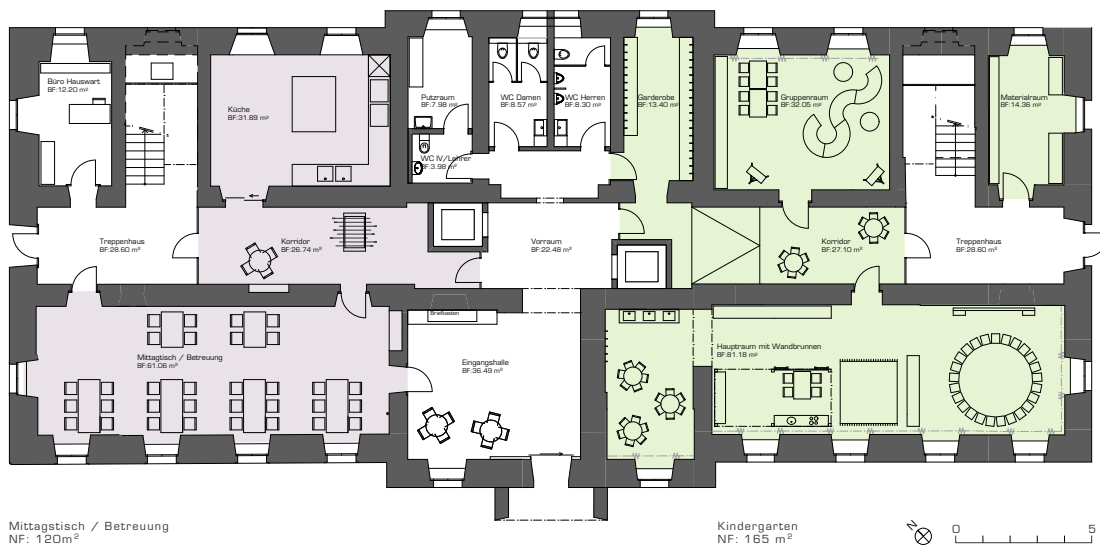 Büro Hauswart
BF:12.20 m²
Küche
BF:31.89 m²
Putzraum
BF:7.98 m²
WC Damen
BF:8.57 m²
WC Herren
BF:8.30 m²
Garderobe
BF:13.40 m²
Gruppenraum
BF:32.05 m²
Materialraum
BF:14.36 m²
WC IV/Lehrer
BF:3.98 m²
Treppenhaus
BF:28.60 m²
Korridor
BF:26.74 m²
Vorraum
BF:22.48 m²
Korridor
BF:27.10 m²
Treppenhaus
BF:28.60 m²
Briefkasten
Mittagtisch / Betreuung
BF:61.06 m²
Eingangshalle
BF:36.49 m²
Hauptraum mit Wandbrunnen
BF:81.18 m²
Mittagstisch / Betreuung
NF: 120m²
Kindergarten
NF: 165 m²
N
0 5